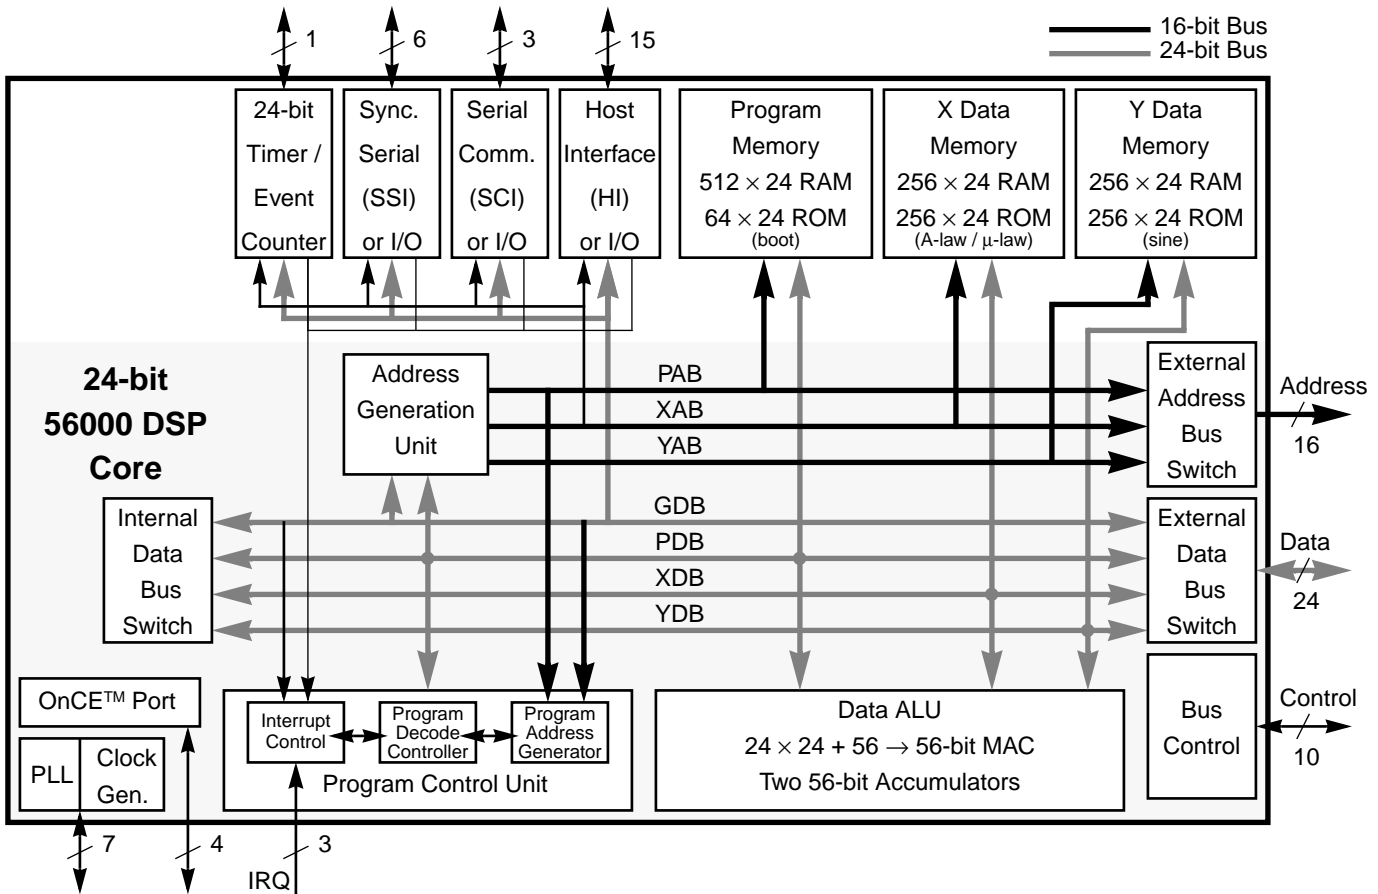 1
6
3
15
16-bit Bus
24-bit Bus
24-bit
Timer /
Event
Counter
Sync.
Serial
(SSI)
or I/O
Serial
Comm.
(SCI)
or I/O
Host
Interface
(HI)
or I/O
Program
Memory
512 × 24 RAM
64 × 24 ROM
(boot)
X Data
Memory
256 × 24 RAM
256 × 24 ROM
(A-law / μ-law)
Y Data
Memory
256 × 24 RAM
256 × 24 ROM
(sine)
24-bit
56000 DSP
Core
Address
Generation
Unit
PAB
XAB
YAB
External
Address
Bus
Switch
Address
16
Internal
Data
Bus
Switch
GDB
PDB
XDB
YDB
External
Data
Bus
Switch
Data
24
OnCE™ Port
PLL
Clock
Gen.
Interrupt
Control
Program
Decode
Controller
Program
Address
Generator
Program Control Unit
Data ALU
24 × 24 + 56 → 56-bit MAC
Two 56-bit Accumulators
Bus
Control
Control
10
7
4
3
IRQ